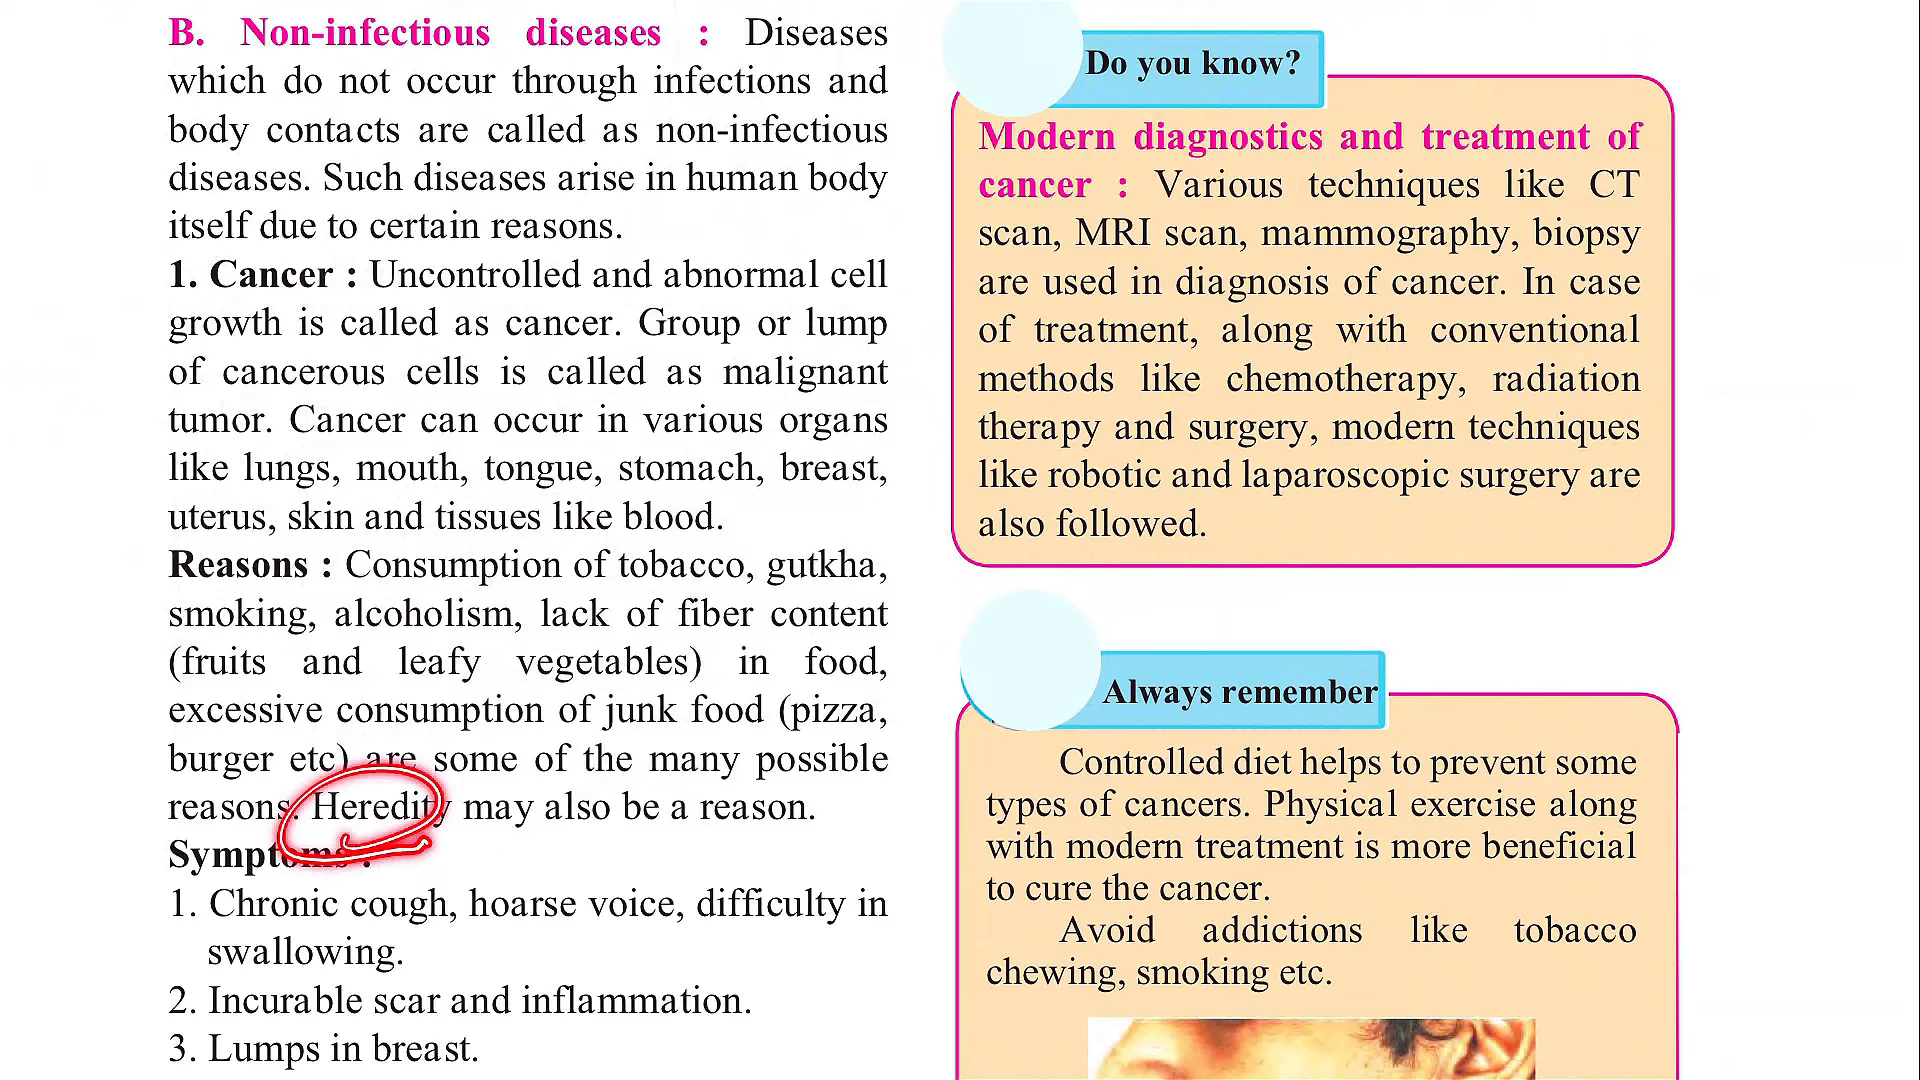 B. Non-infectious diseases : Diseases
which do not occur through infections and
body contacts are called as non-infectious
diseases. Such diseases arise in human body
itself due to certain reasons.
1. Cancer : Uncontrolled and abnormal cell
growth is called as cancer. Group or lump
of cancerous cells is called as malignant
tumor. Cancer can occur in various organs
like lungs, mouth, tongue, stomach, breast,
uterus, skin and tissues like blood.
Reasons : Consumption of tobacco, gutkha,
smoking, alcoholism, lack of fiber content
(fruits and leafy vegetables) in food,
excessive consumption of junk food (pizza,
burger etc) are some of the many possible
reasons. Heredity may also be a reason.
Symptoms :
1. Chronic cough, hoarse voice, difficulty in
swallowing.
2. Incurable scar and inflammation.
3. Lumps in breast.
Do you know?
Modern diagnostics and treatment of
cancer : Various techniques like CT
scan, MRI scan, mammography, biopsy
are used in diagnosis of cancer. In case
of treatment, along with conventional
methods like chemotherapy, radiation
therapy and surgery, modern techniques
like robotic and laparoscopic surgery are
also followed.
Always remember
Controlled diet helps to prevent some
types of cancers. Physical exercise along
with modern treatment is more beneficial
to cure the cancer.
Avoid addictions like tobacco
chewing, smoking etc.